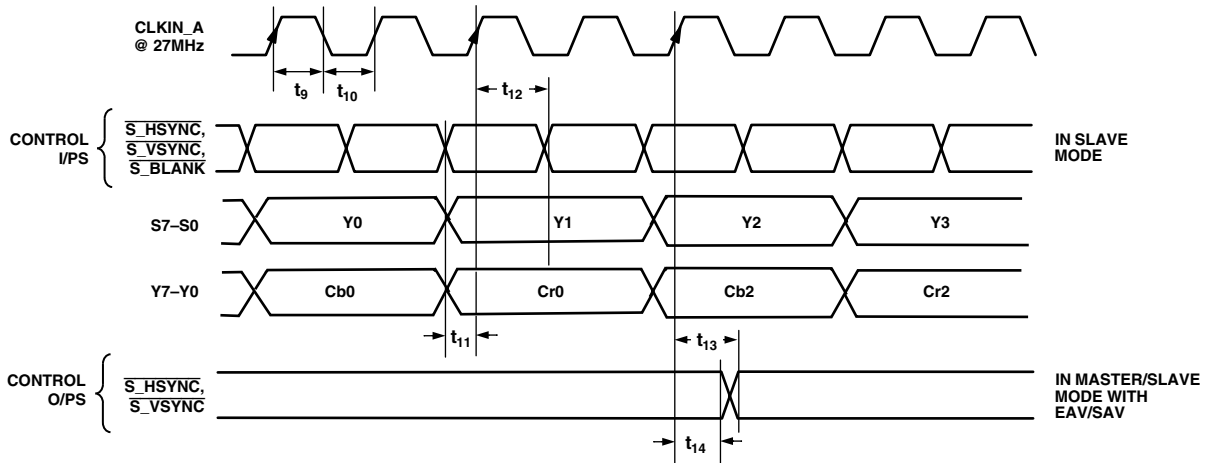 CLKIN_A
@ 27MHz
t9
t10
t12
CONTROL
I/PS
S_HSYNC,
S_VSYNC,
S_BLANK
IN SLAVE
MODE
S7–S0
Y0
Y1
Y2
Y3
Y7–Y0
Cb0
Cr0
Cb2
Cr2
t11
t13
CONTROL
O/PS
S_HSYNC,
S_VSYNC
IN MASTER/SLAVE
MODE WITH
EAV/SAV
t14